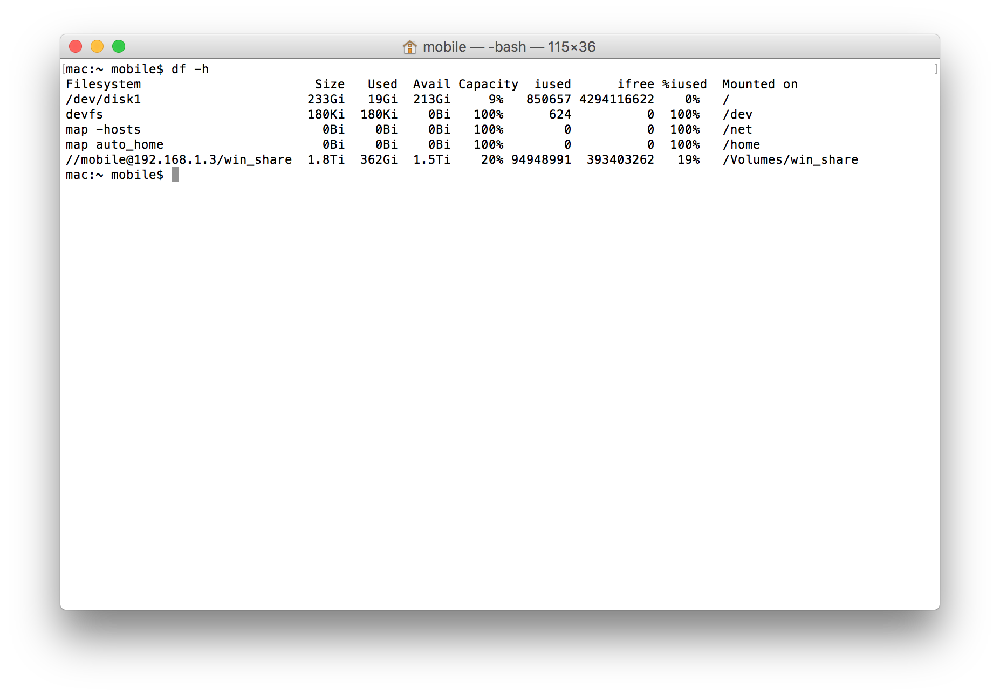 mobile — -bash — 115×36
[mac:~ mobile$ df -h ]
Filesystem                       Size   Used  Avail Capacity  iused      ifree %iused  Mounted on
/dev/disk1                      233Gi   19Gi  213Gi     9%   850657 4294116622    0%   /
devfs                           180Ki  180Ki    0Bi   100%      624          0  100%   /dev
map -hosts                        0Bi    0Bi    0Bi   100%        0          0  100%   /net
map auto_home                     0Bi    0Bi    0Bi   100%        0          0  100%   /home
//mobile@192.168.1.3/win_share  1.8Ti  362Gi  1.5Ti    20% 94948991  393403262   19%   /Volumes/win_share
mac:~ mobile$